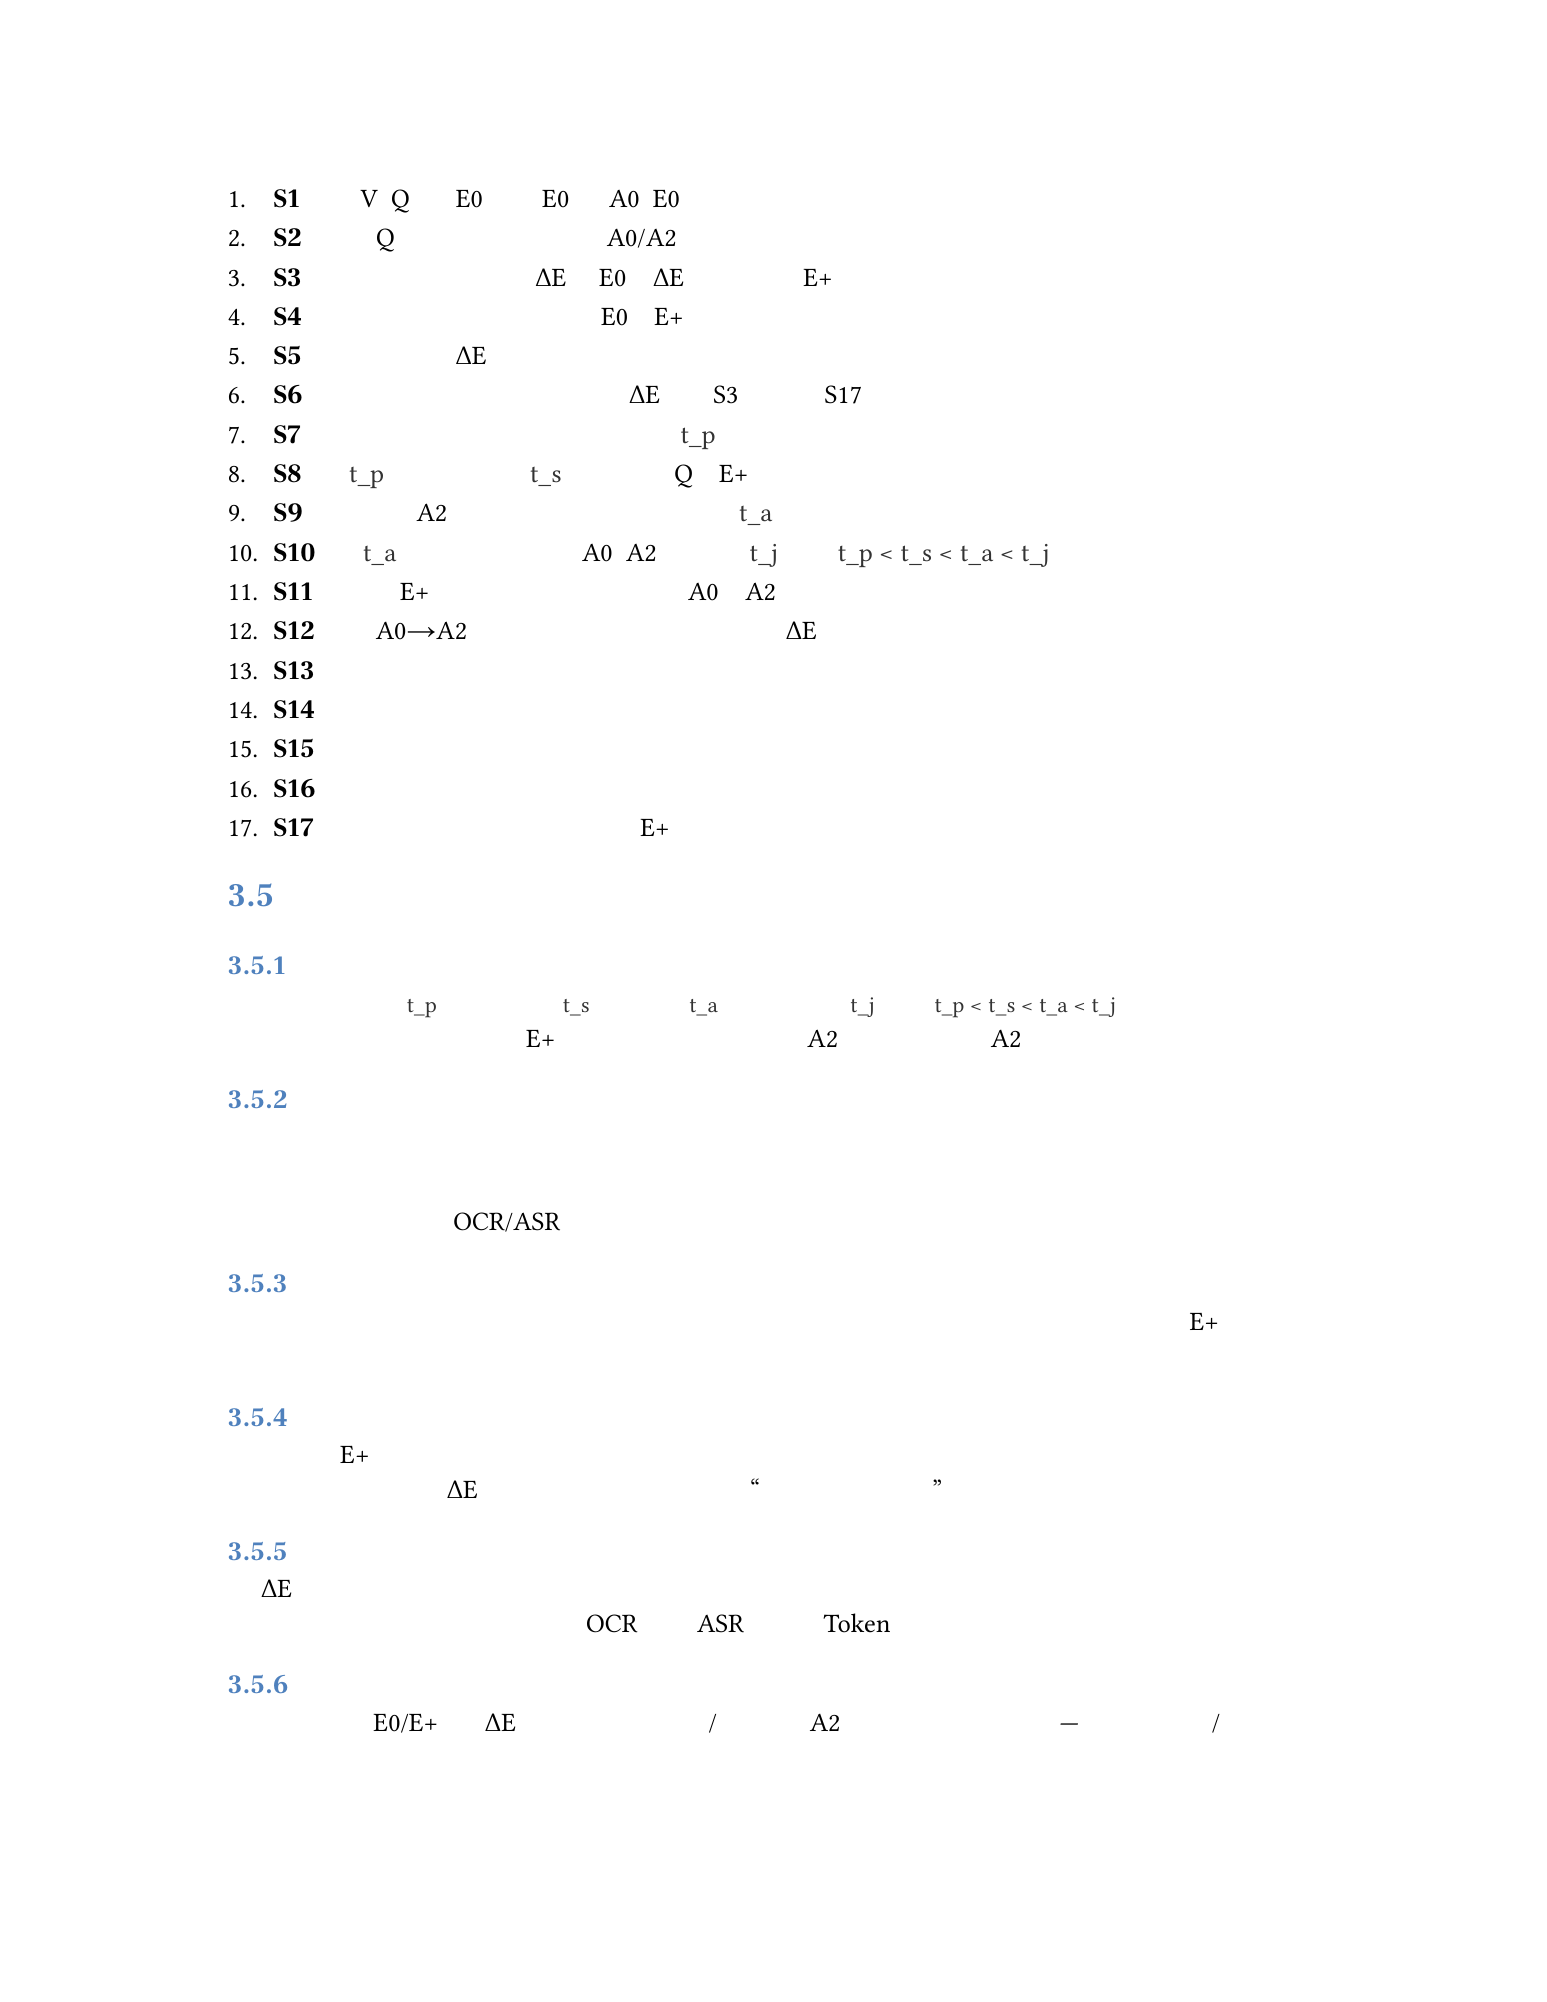 1. S1 V Q E0 E0 A0 E0
2. S2 Q A0/A2
3. S3 ΔE E0 ΔE E+
4. S4 E0 E+
5. S5 ΔE
6. S6 ΔE S3 S17
7. S7 t_p
8. S8 t_p t_s Q E+
9. S9 A2 t_a
10. S10 t_a A0 A2 t_j t_p < t_s < t_a < t_j
11. S11 E+ A0 A2
12. S12 A0→A2 ΔE
13. S13
14. S14
15. S15
16. S16
17. S17 E+
3.5
3.5.1
t_p t_s t_a t_j t_p < t_s < t_a < t_j
E+ A2 A2
3.5.2
OCR/ASR
3.5.3
E+
3.5.4
E+
ΔE “ ”
3.5.5
ΔE
OCR ASR Token
3.5.6
E0/E+ ΔE / A2 — /